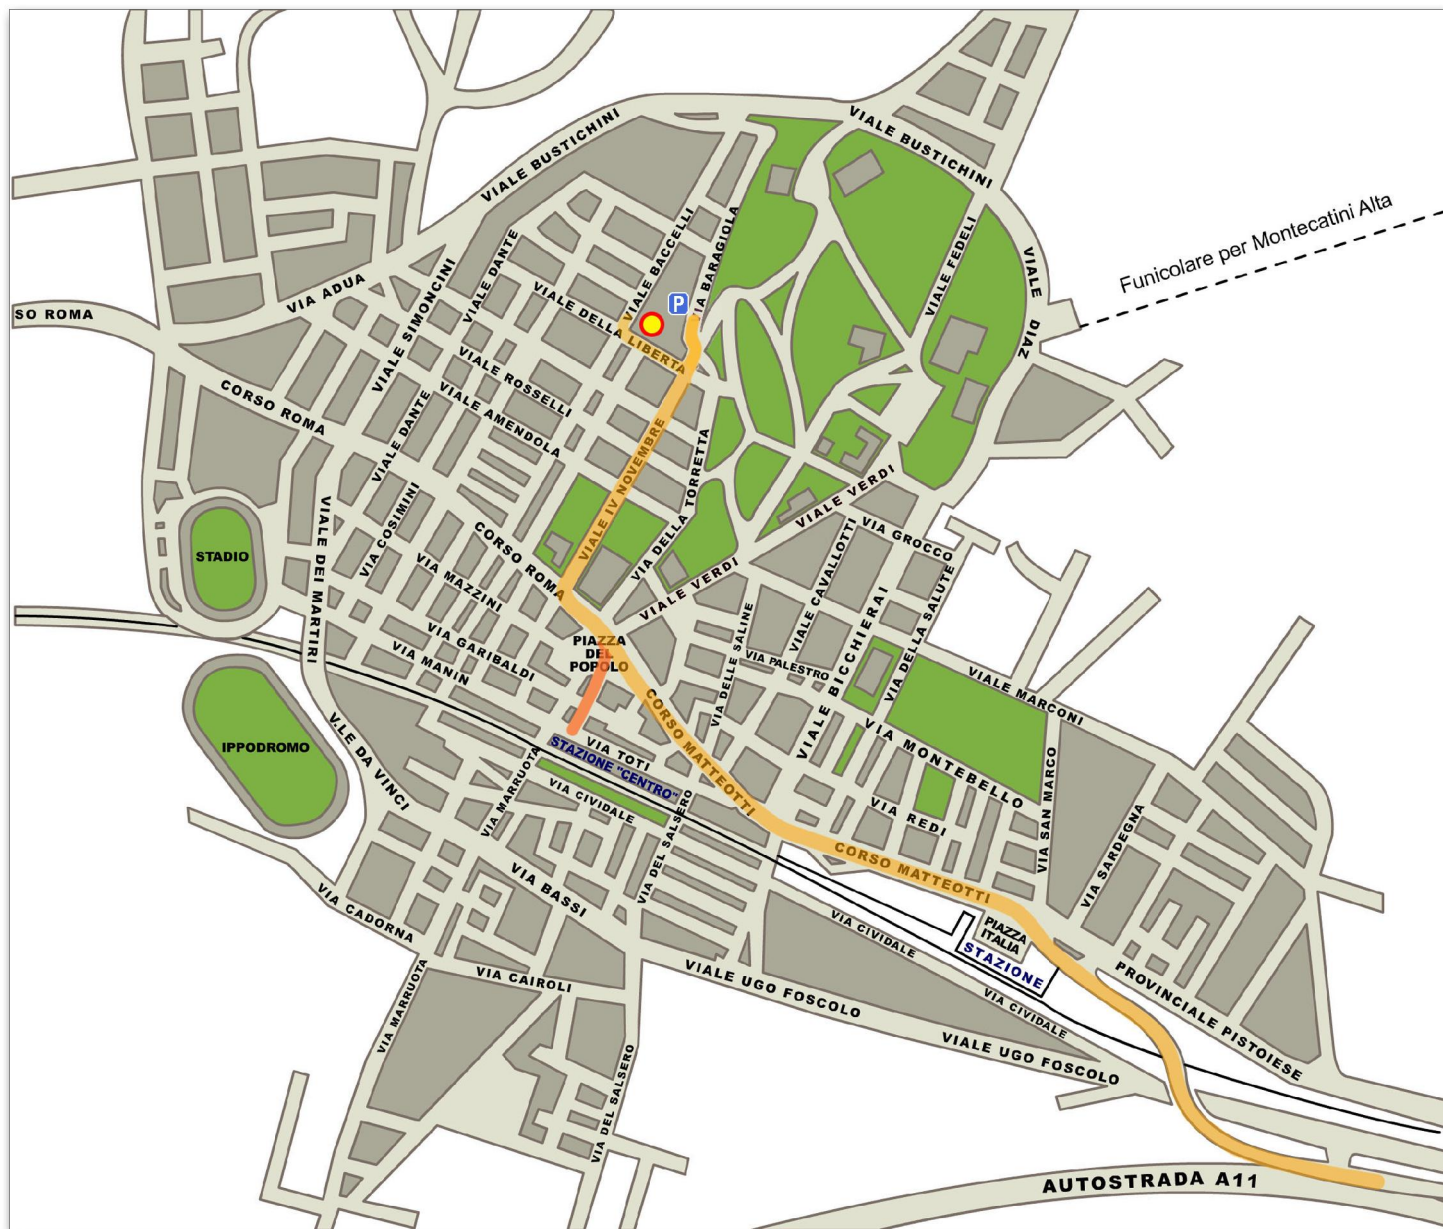 VIALE BUSTICHINI
VIALE BUSTICHINI
Funicolare per Montecatini Alta
VIALE DANTE
VIALE BACCELLI
VIA BARAGIOLA
VIALE FEDELI
VIALE DIAZ
VIA ADUA
SO ROMA
VIALE SIMONCINI
VIALE DELLA LIBERTA
P
CORSO ROMA
VIALE ROSSELLI
VIALE AMENDOLA
VIALE DANTE
VIALE IV NOVEMBRE
VIA DELLA TORRETTA
VIALE VERDI
STADIO
VIALE DEI MARTIRI
VIA COSIMINI
VIA MAZZINI
CORSO ROMA
VIALE VERDI
VIALE CAVALLOTTI
VIA GROCCO
VIA DELLA SALUTE
VIALE BICCHIERAI
VIA GARIBALDI
VIA MANIN
PIAZZA
DEL
POPOLO
VIA DELLE SALINE
VIA PALESTRO
VIALE MARCONI
IPPODROMO
V.LE DA VINCI
CORSO MATTEOTTI
VIA TOTI
STAZIONE "CENTRO"
VIA MARRUOTA
VIA CIVIDALE
VIA DEL SALSERO
VIA MONTEBELLO
VIA REDI
VIA SAN MARCO
VIA SARDEGNA
CORSO MATTEOTTI
VIA BASSI
VIA CADORNA
VIA CIVIDALE
PIAZZA
ITALIA
STAZIONE
VIA CAIROLI
VIA MARRUOTA
VIALE UGO FOSCOLO
VIA CIVIDALE
PROVINCIALE PISTOIESE
VIALE UGO FOSCOLO
VIA DEL SALSERO
AUTOSTRADA A11